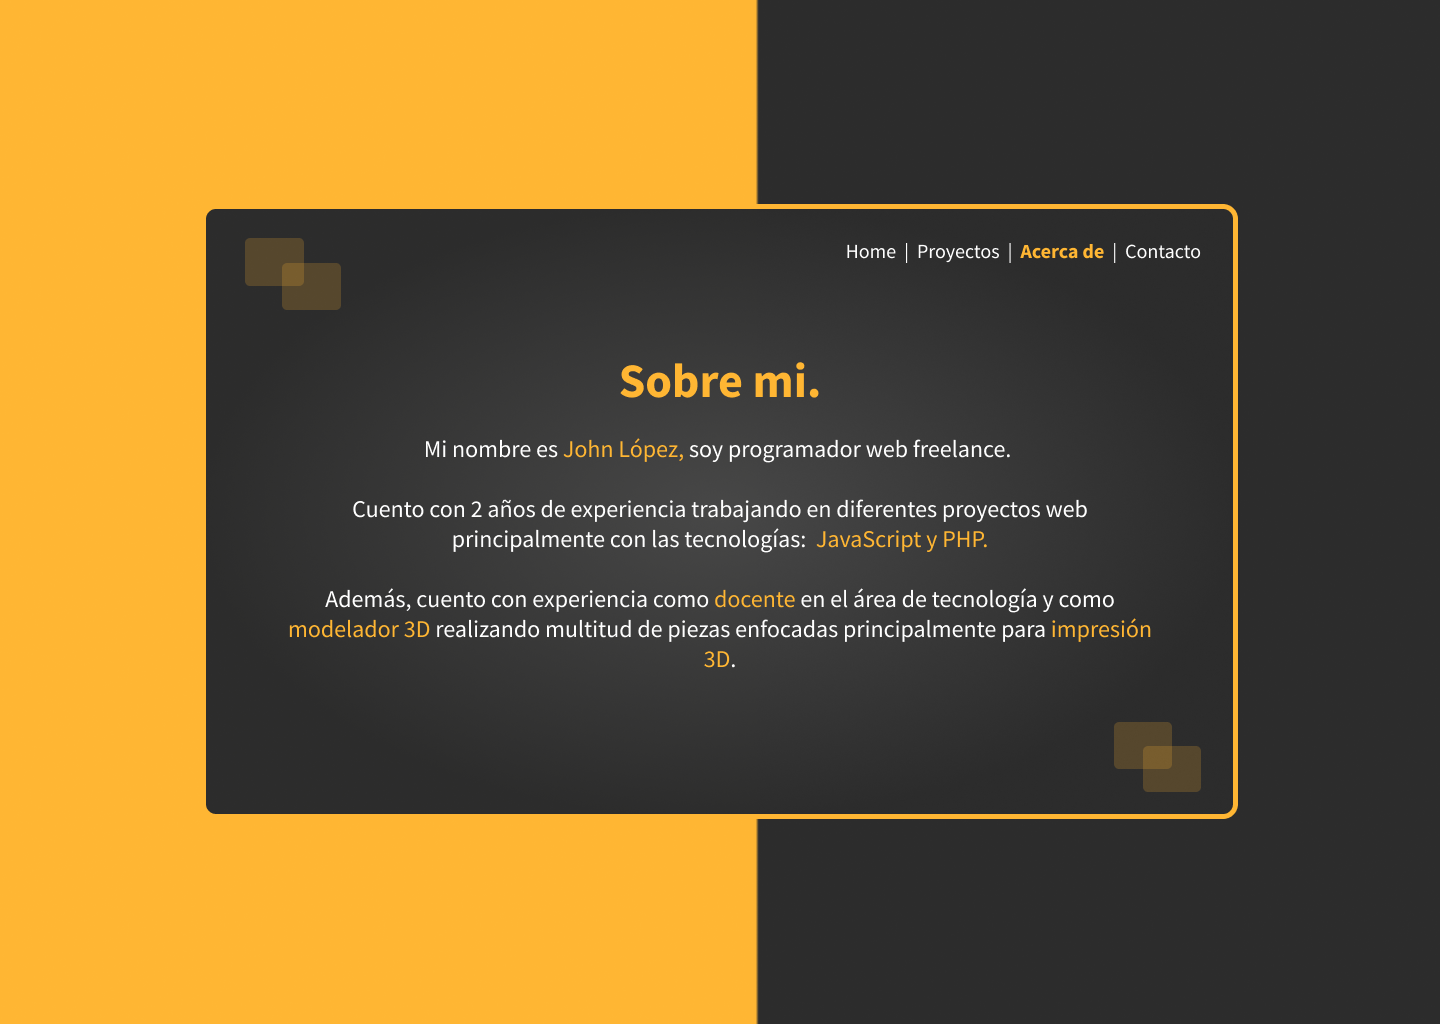 Home | Proyectos | Acerca de | Contacto
Sobre mi.
Mi nombre es John López, soy programador web freelance.
Cuento con 2 años de experiencia trabajando en diferentes proyectos web
principalmente con las tecnologías:  JavaScript y PHP.
Además, cuento con experiencia como docente en el área de tecnología y como
modelador 3D realizando multitud de piezas enfocadas principalmente para impresión
3D.